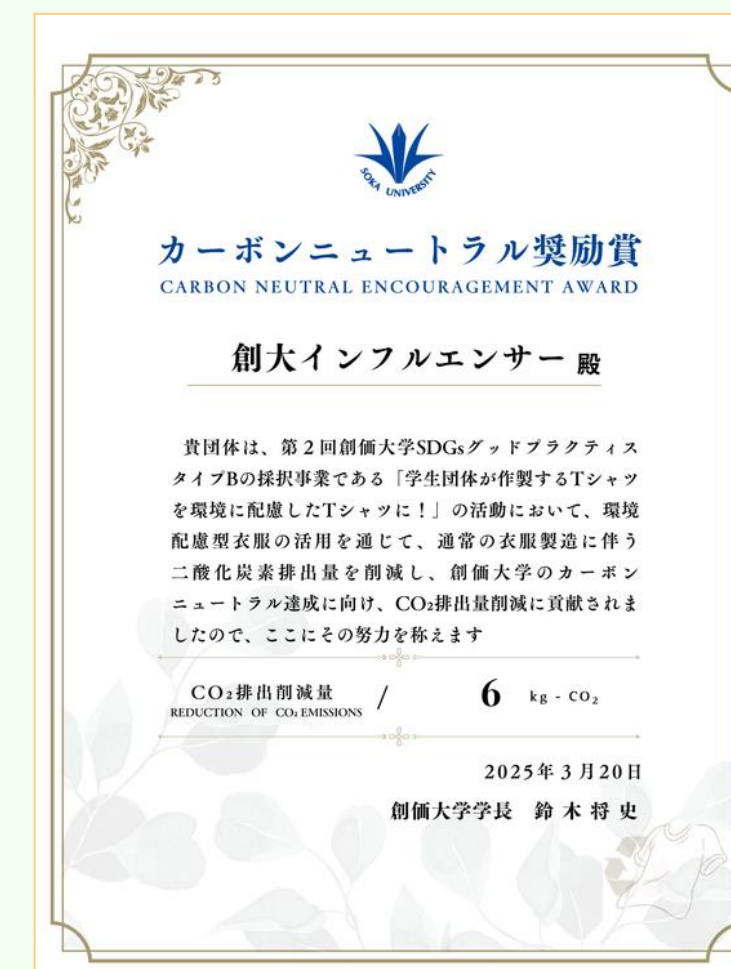 SOKA UNIVERSITY
カーボンニュートラル奨励賞
CARBON NEUTRAL ENCOURAGEMENT AWARD
創大インフルエンサー 殿
貴団体は、第2回創価大学SDGsグッドプラクティス
タイプBの採択事業である「学生団体が作製するTシャツ
を環境に配慮したTシャツに！」の活動において、環境
配慮型衣服の活用を通じて、通常の衣服製造に伴う
二酸化炭素排出量を削減し、創価大学のカーボン
ニュートラル達成に向け、CO₂排出量削減に貢献されま
したので、ここにその努力を称えます
CO₂排出削減量 / 6 kg - CO₂
REDUCTION OF CO₂ EMISSIONS
2025年3月20日
創価大学学長 鈴木将史